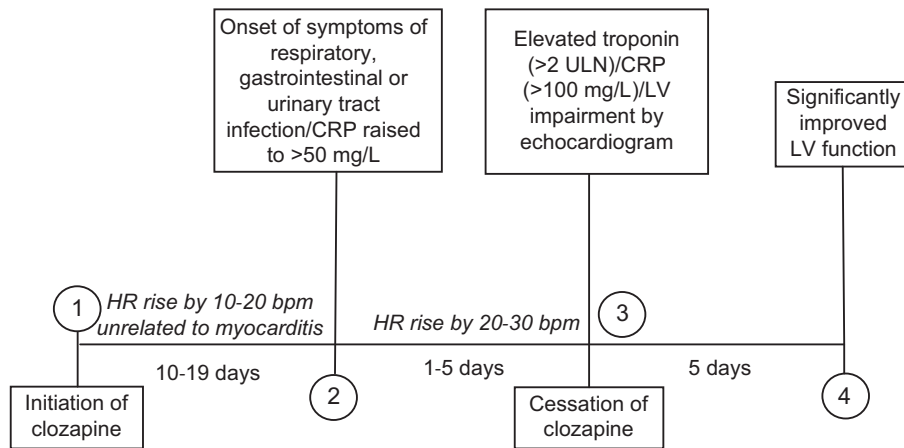 Onset of symptoms of
respiratory,
gastrointestinal or
urinary tract
infection/CRP raised
to >50 mg/L
Elevated troponin
(>2 ULN)/CRP
(>100 mg/L)/LV
impairment by
echocardiogram
Significantly
improved
LV function
1
HR rise by 10-20 bpm
unrelated to myocarditis
HR rise by 20-30 bpm
3
10-19 days
1-5 days
5 days
Initiation of
clozapine
2
Cessation of
clozapine
4